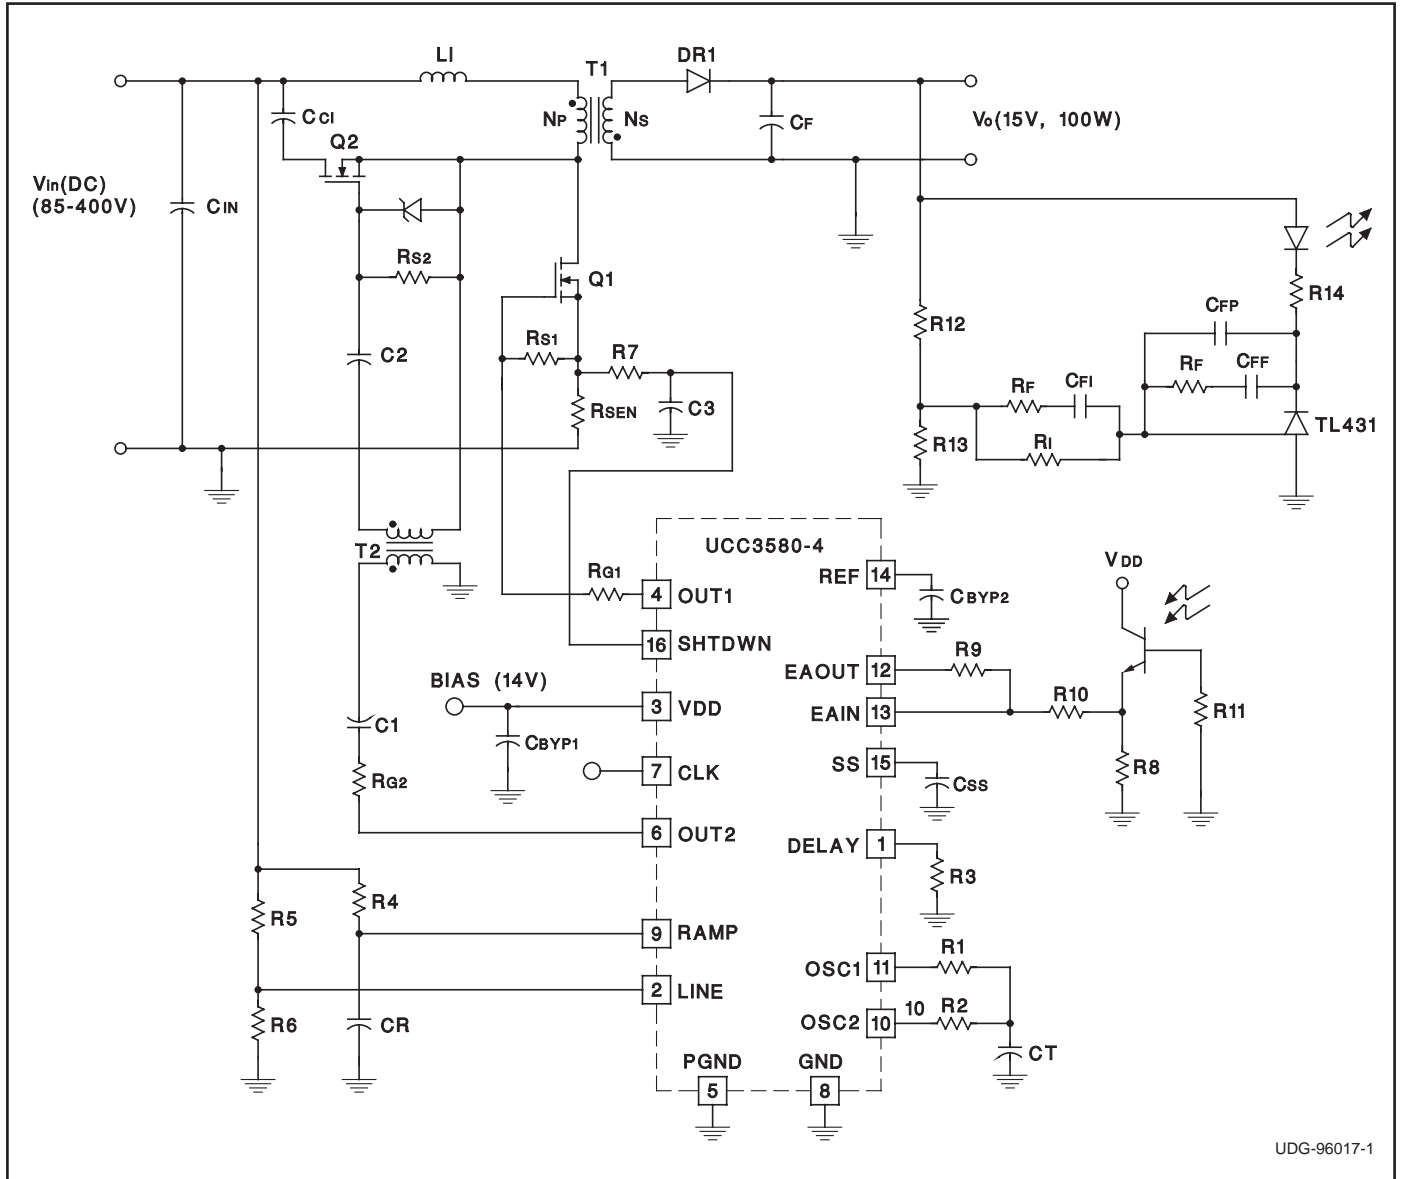 LI
T1
DR1
CCI
NP
NS
CF
Vo(15V, 100W)
Q2
Vin(DC)
(85-400V)
CIN
RS2
Q1
R14
CFP
R12
RS1
R7
C2
RF
CFF
RSEN
C3
RF
CFI
TL431
R13
RI
UCC3580-4
T2
VDD
RG1
4
OUT1
REF
14
CBYP2
16
SHTDWN
R9
EAOUT
12
BIAS (14V)
3
VDD
EAIN
13
R10
R11
C1
CBYP1
SS
15
R8
7
CLK
CSS
RG2
6
OUT2
DELAY
1
R3
R4
R5
9
RAMP
R1
OSC1
11
2
LINE
10
R2
R6
CR
OSC2
10
CT
PGND
GND
5
8
UDG-96017-1